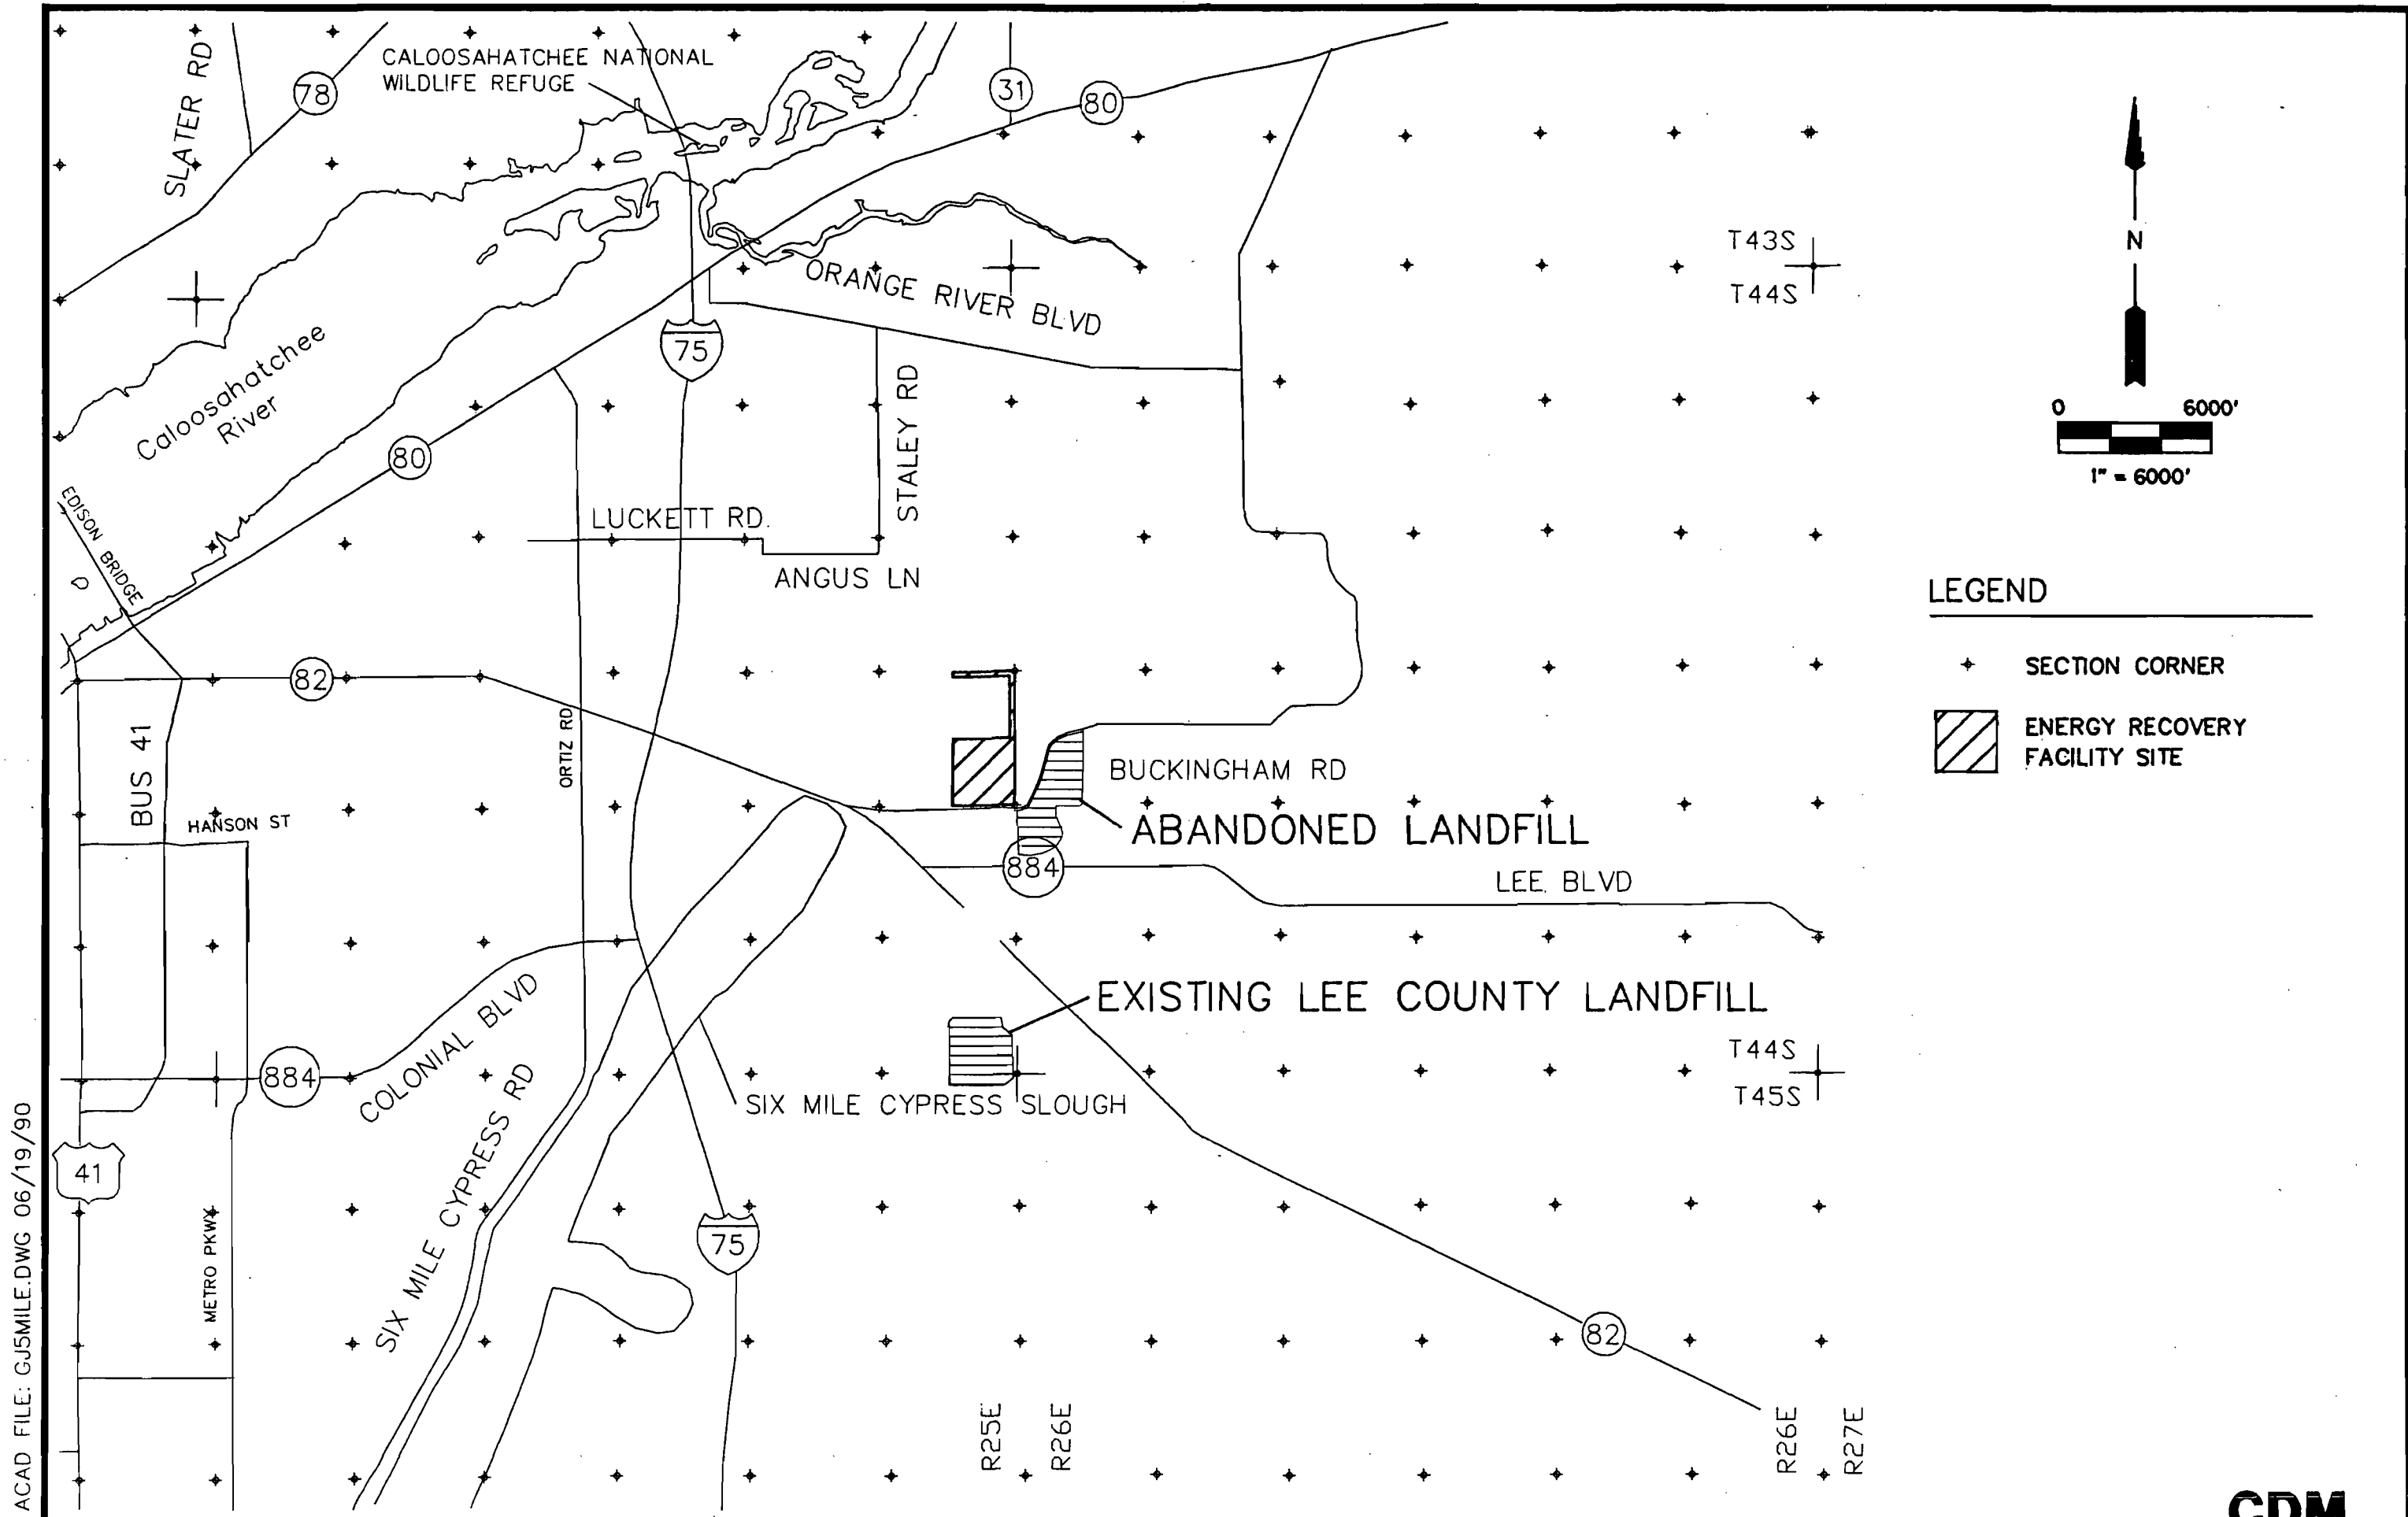 SLATER RD
78
CALOOSAHATCHEE NATIONAL
WILDLIFE REFUGE
31
80
T43S
T44S
N
0 6000'
1" = 6000'
ORANGE RIVER BLVD
75
Caloosahatchee
River
80
STALEY RD
EDISON BRIDGE
LUCKETT RD.
ANGUS LN
LEGEND
SECTION CORNER
ENERGY RECOVERY
FACILITY SITE
82
BUS 41
ORTIZ RD
HANSON ST
BUCKINGHAM RD
ABANDONED LANDFILL
884
LEE BLVD
EXISTING LEE COUNTY LANDFILL
COLONIAL BLVD
884
SIX MILE CYPRESS RD
SIX MILE CYPRESS SLOUGH
T44S
T45S
41
METRO PKWY
75
82
R25E
R26E
R26E
R27E
ACAD FILE: GJ5MILE.DWG 06/19/90
CDM